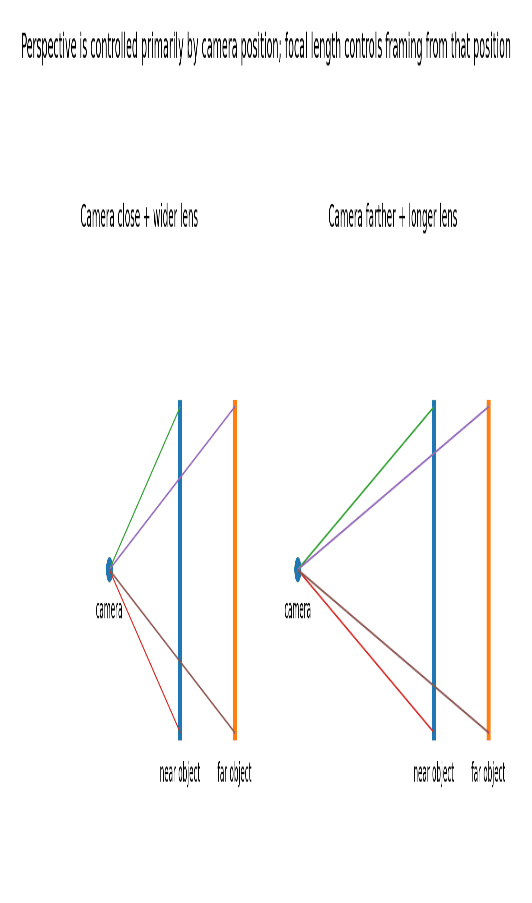 Perspective is controlled primarily by camera position; focal length controls framing from that position
Camera close + wider lens
Camera farther + longer lens
camera
camera
near object
far object
near object
far object